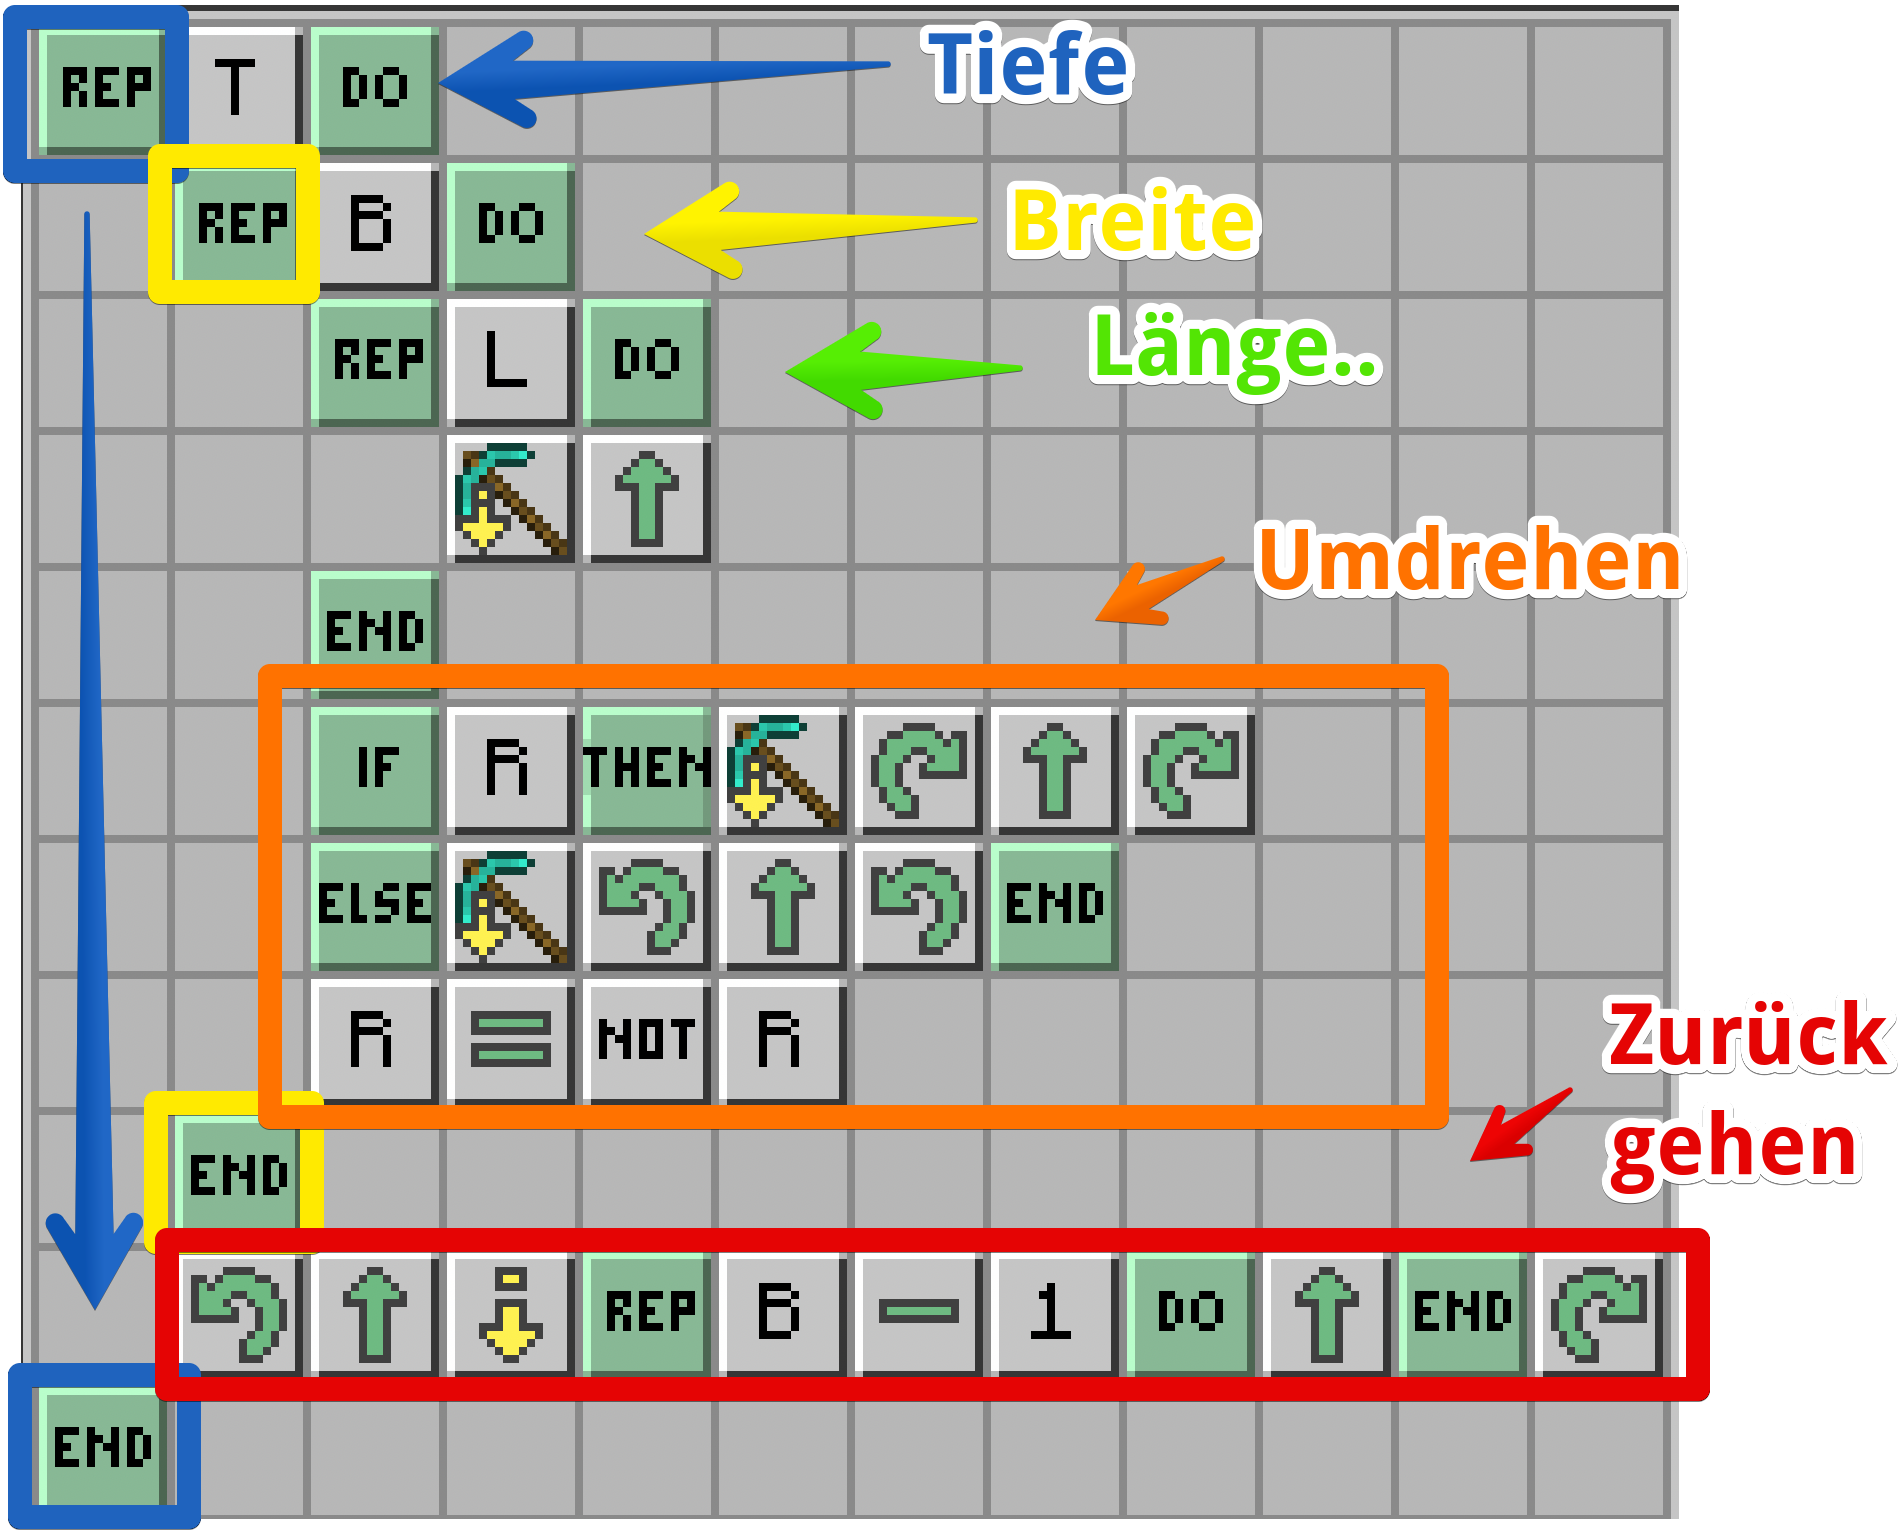 REP T DO Tiefe
REP B DO Breite
REP L DO Länge..
Umdrehen
END
IF R THEN
ELSE END
R = NOT R
Zurück
gehen
END
REP B - 1 DO END
END